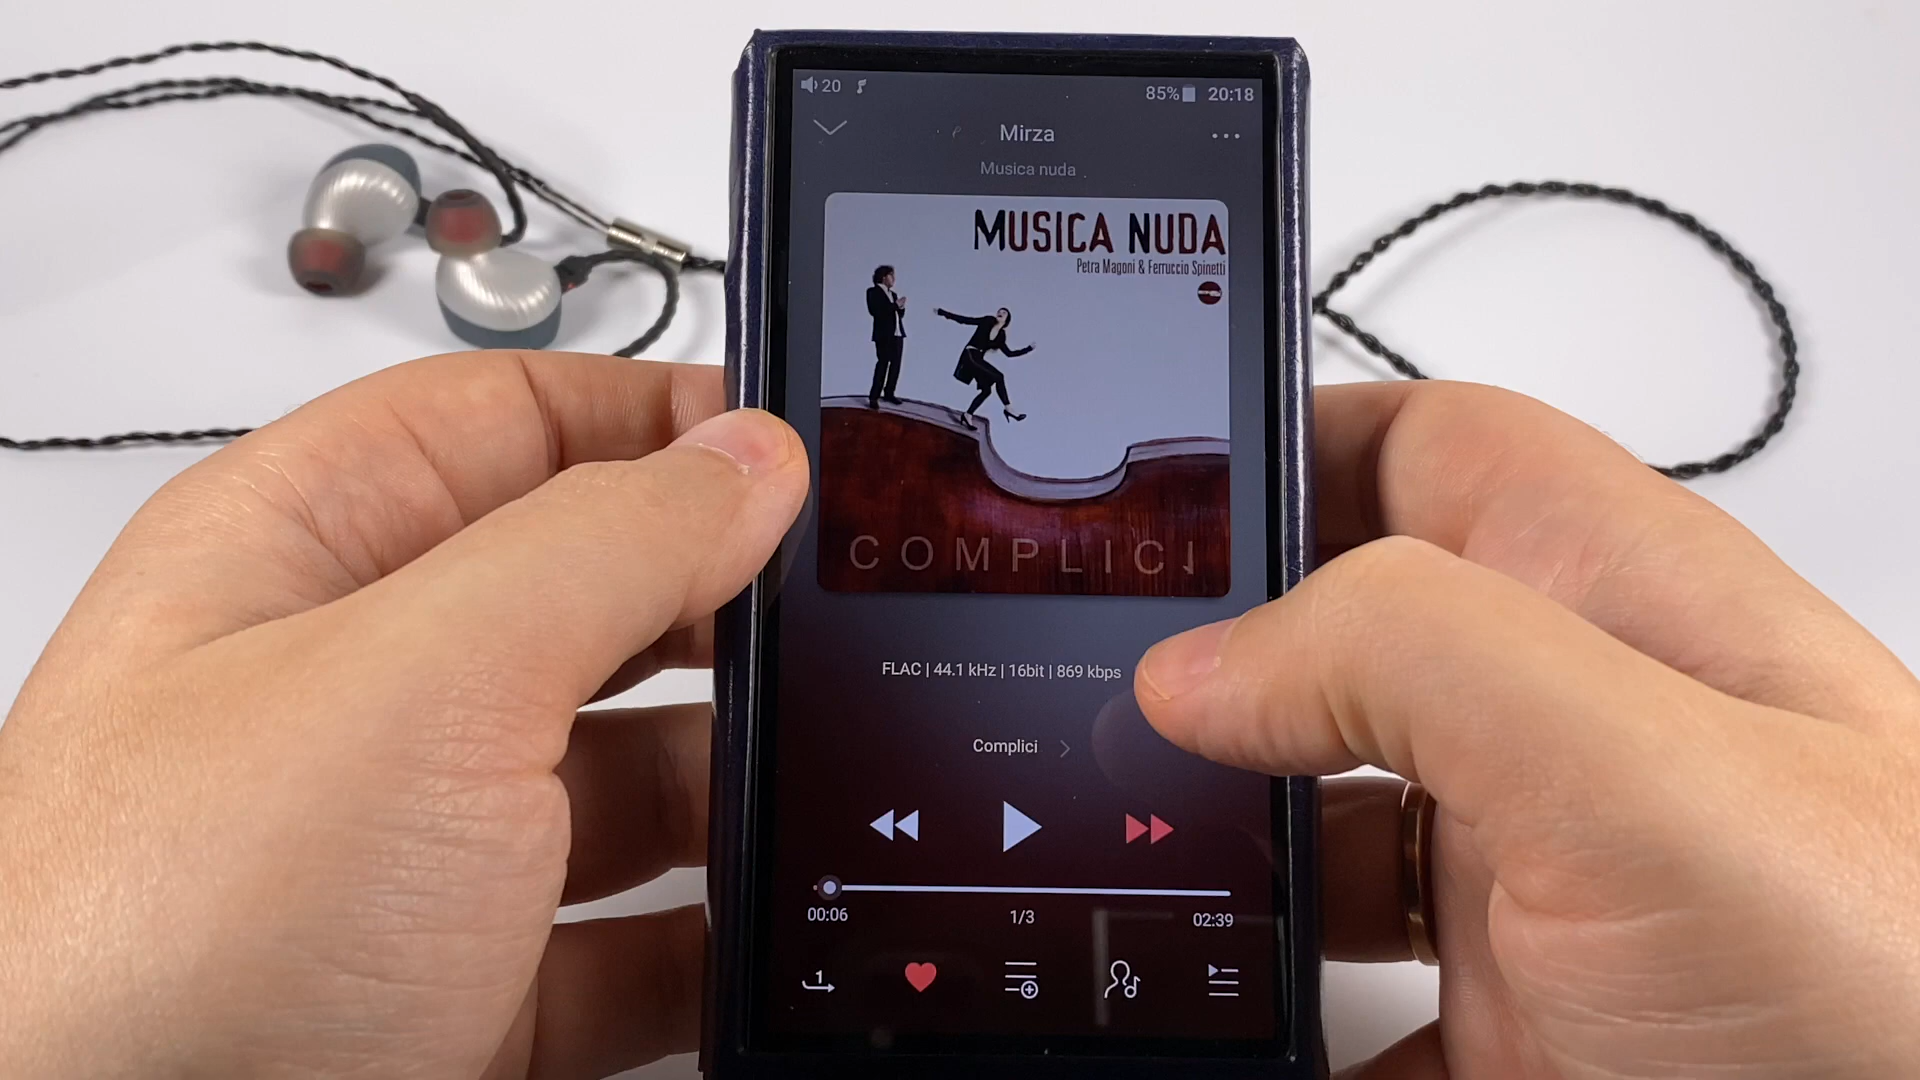 20
85% 20:18
Mirza
Musica nuda
MUSICA NUDA
Petra Magoni & Ferruccio Spinetti
COMPLICI
FLAC | 44.1 kHz | 16bit | 869 kbps
Complici
00:06 1/3 02:39
1